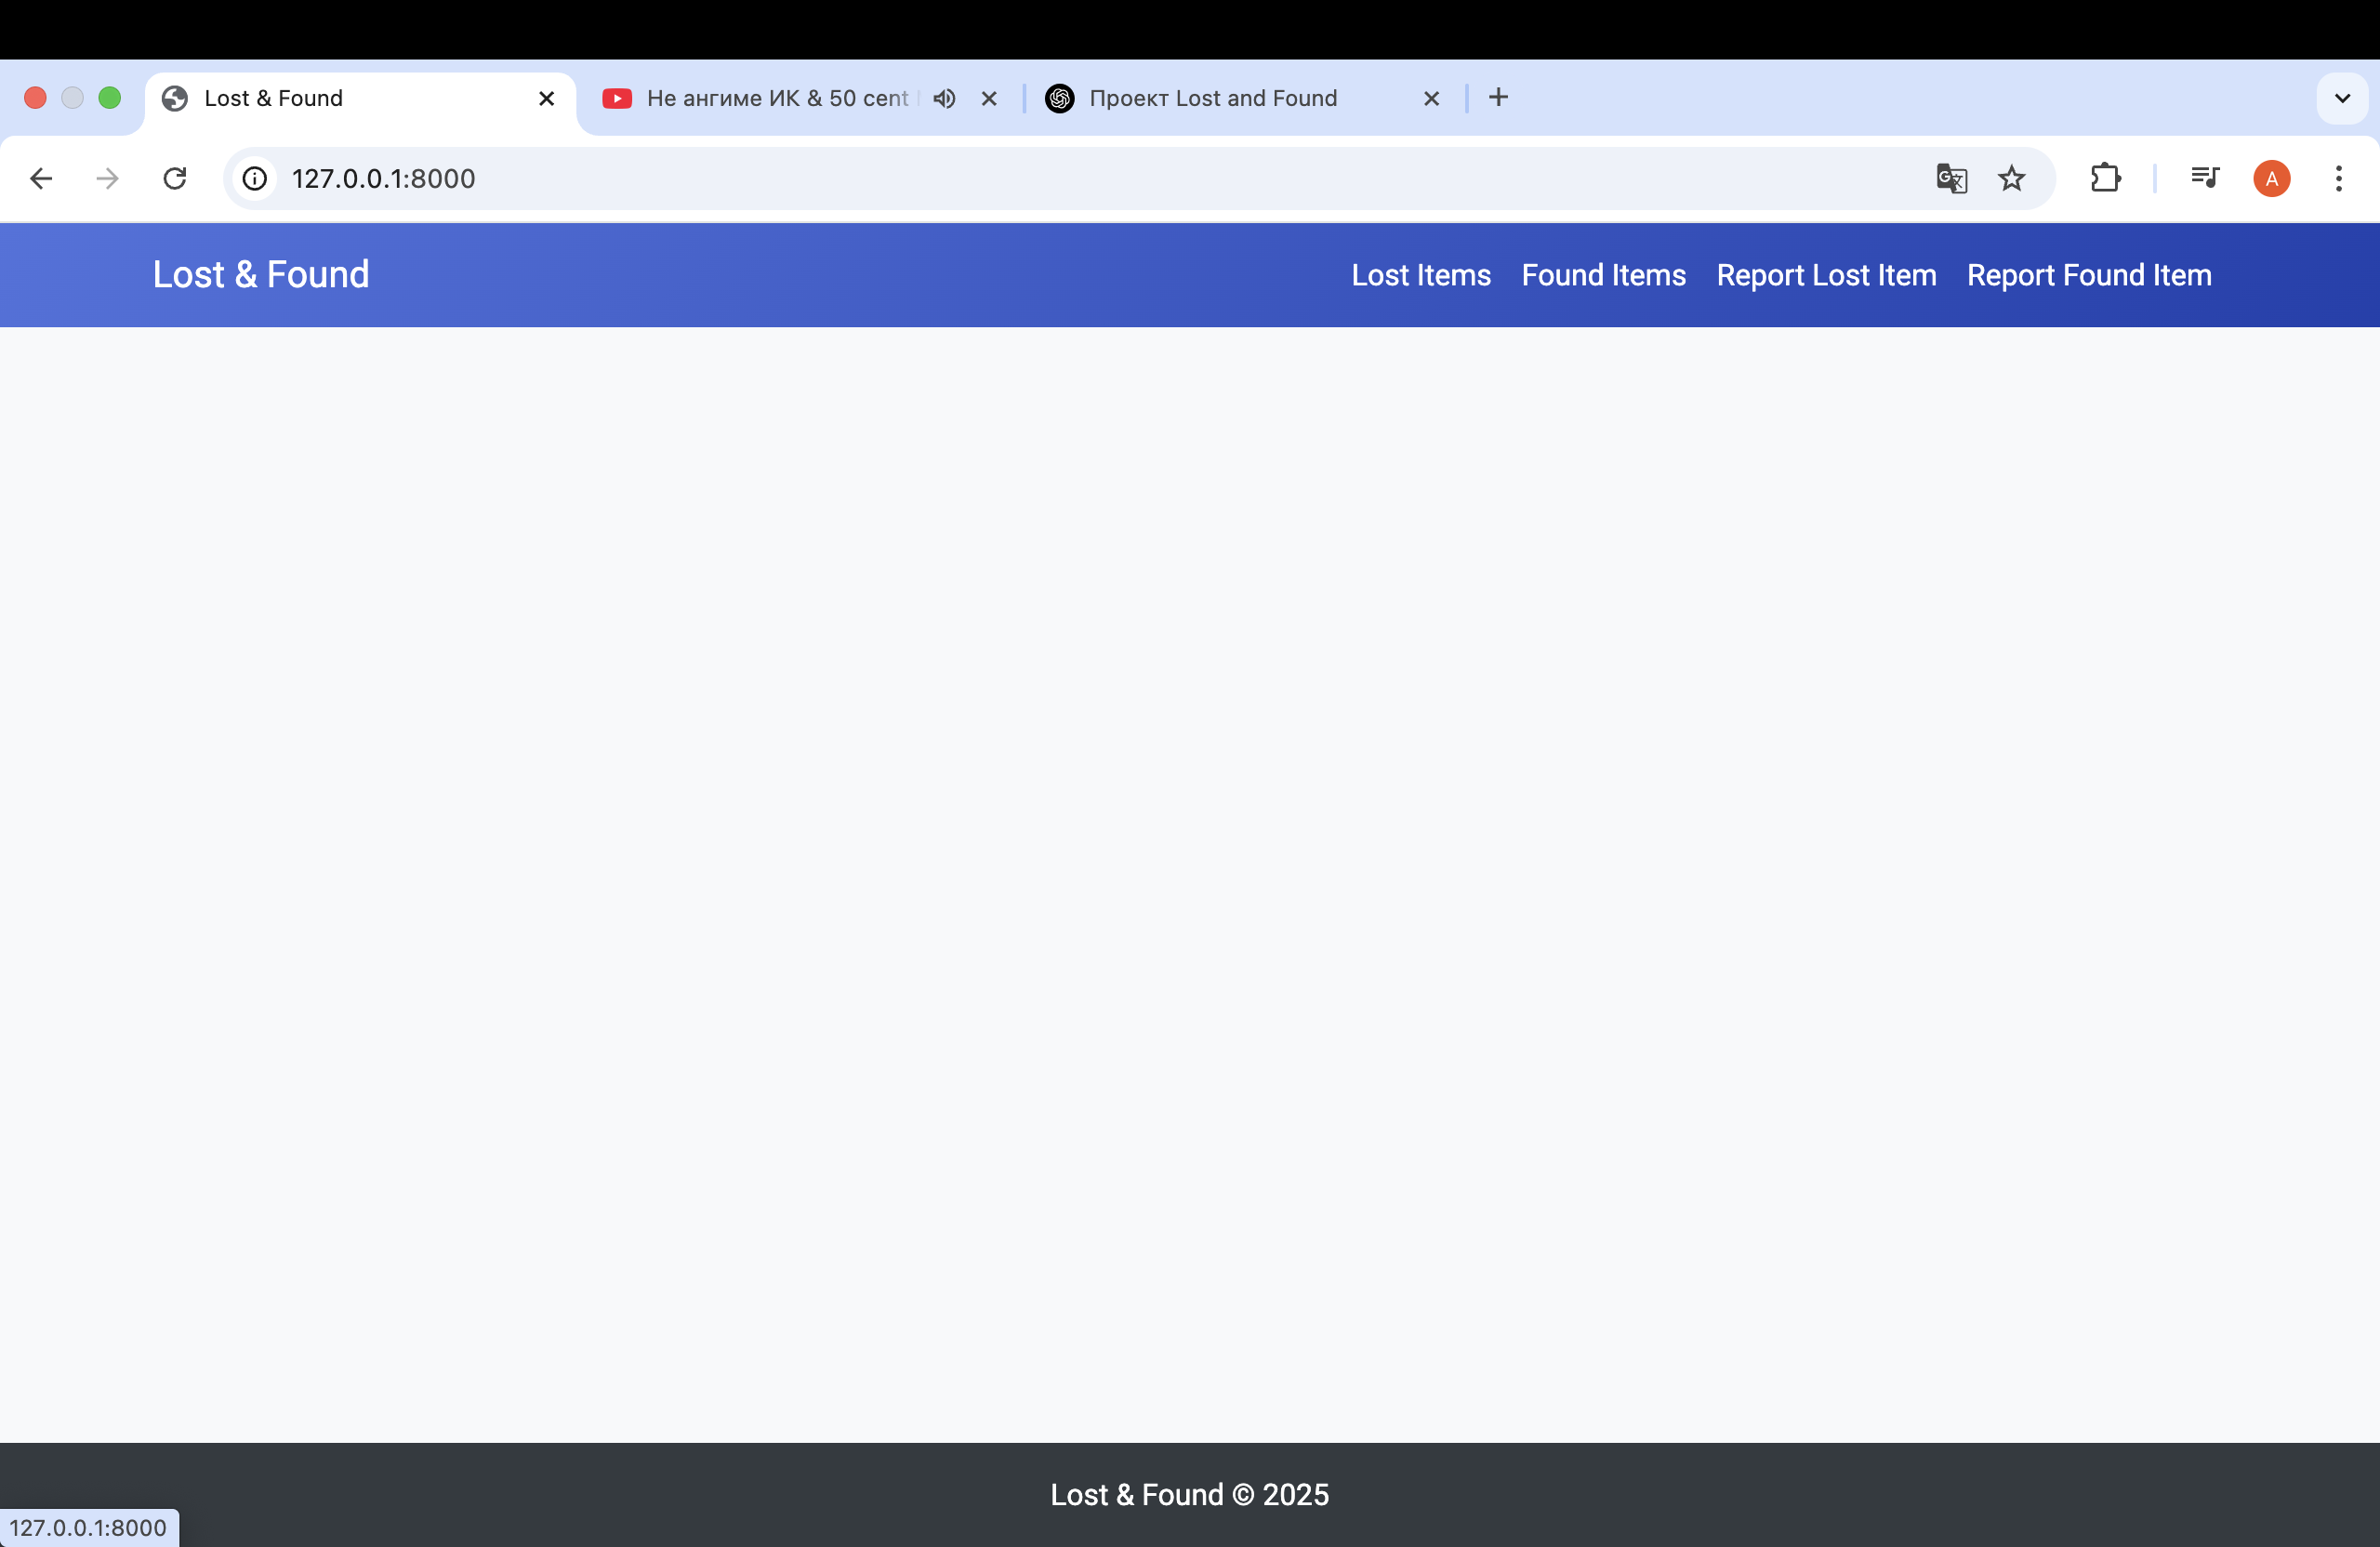 Lost & Found
Не ангиме ИК & 50 cent
Проект Lost and Found
127.0.0.1:8000
A
Lost & Found
Lost Items
Found Items
Report Lost Item
Report Found Item
Lost & Found © 2025
127.0.0.1:8000